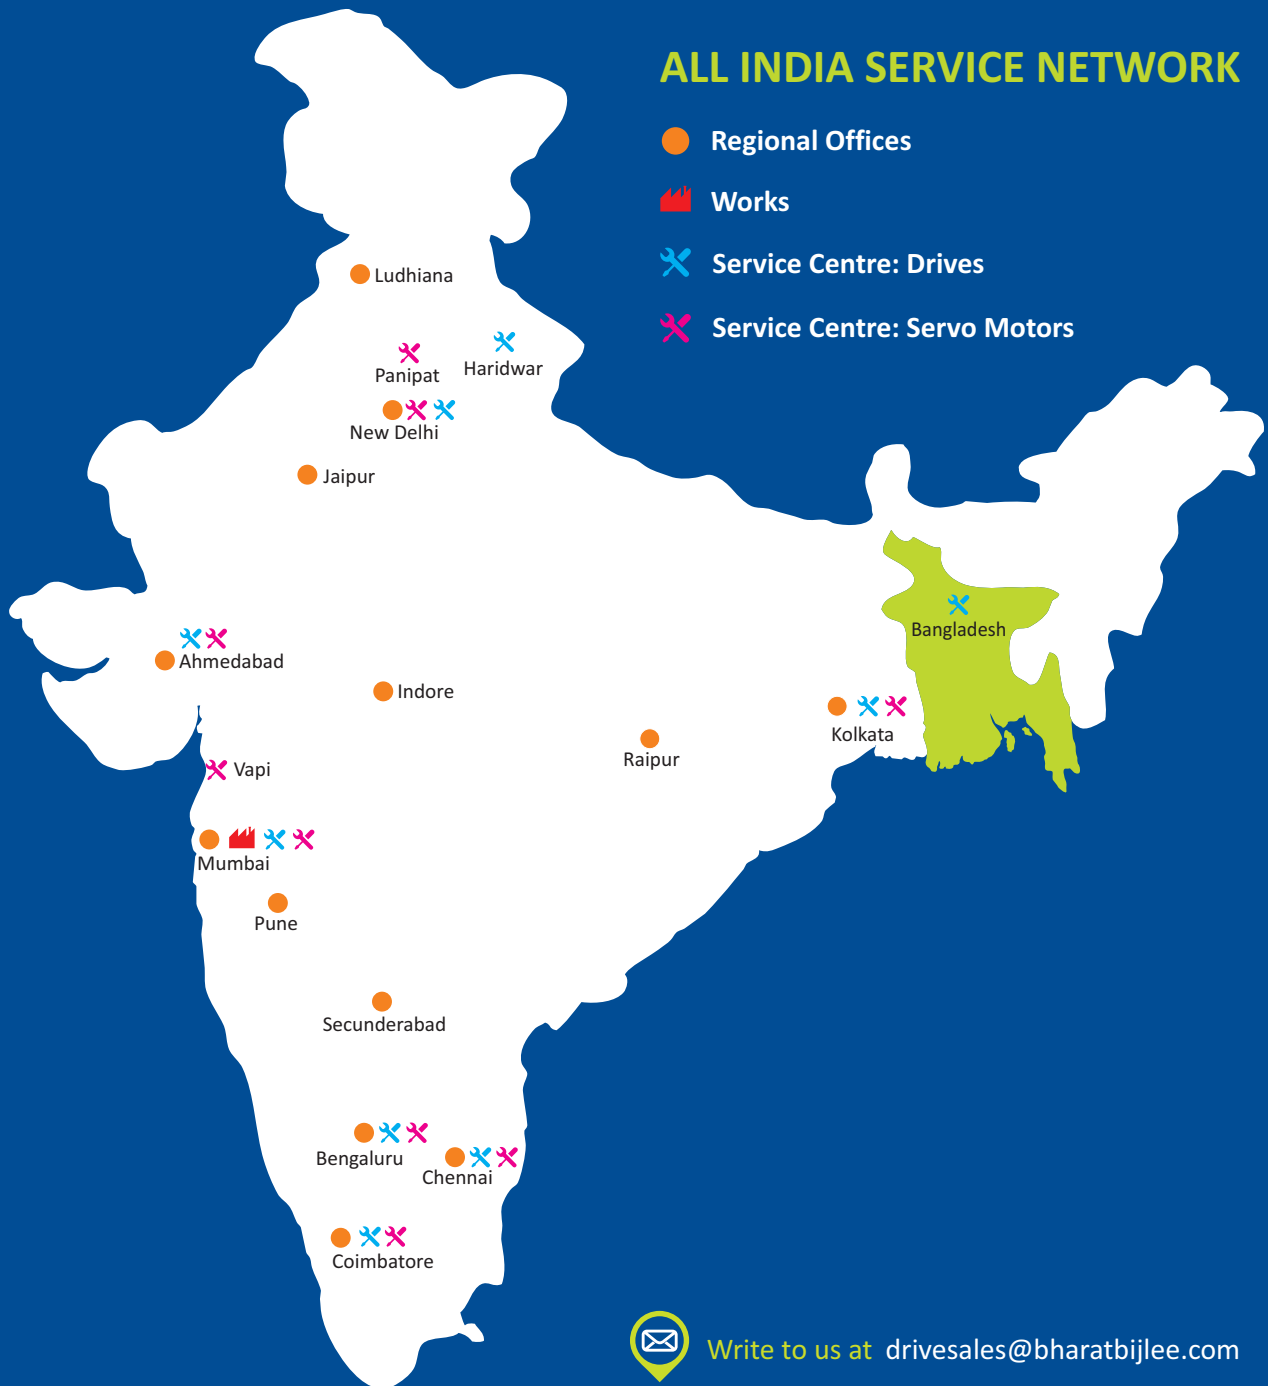 ALL INDIA SERVICE NETWORK
Regional Offices
Works
Service Centre: Drives
Service Centre: Servo Motors
Ludhiana
Panipat
Haridwar
New Delhi
Jaipur
Bangladesh
Ahmedabad
Indore
Kolkata
Raipur
Vapi
Mumbai
Pune
Secunderabad
Bengaluru
Chennai
Coimbatore
Write to us at drivesales@bharatbijlee.com